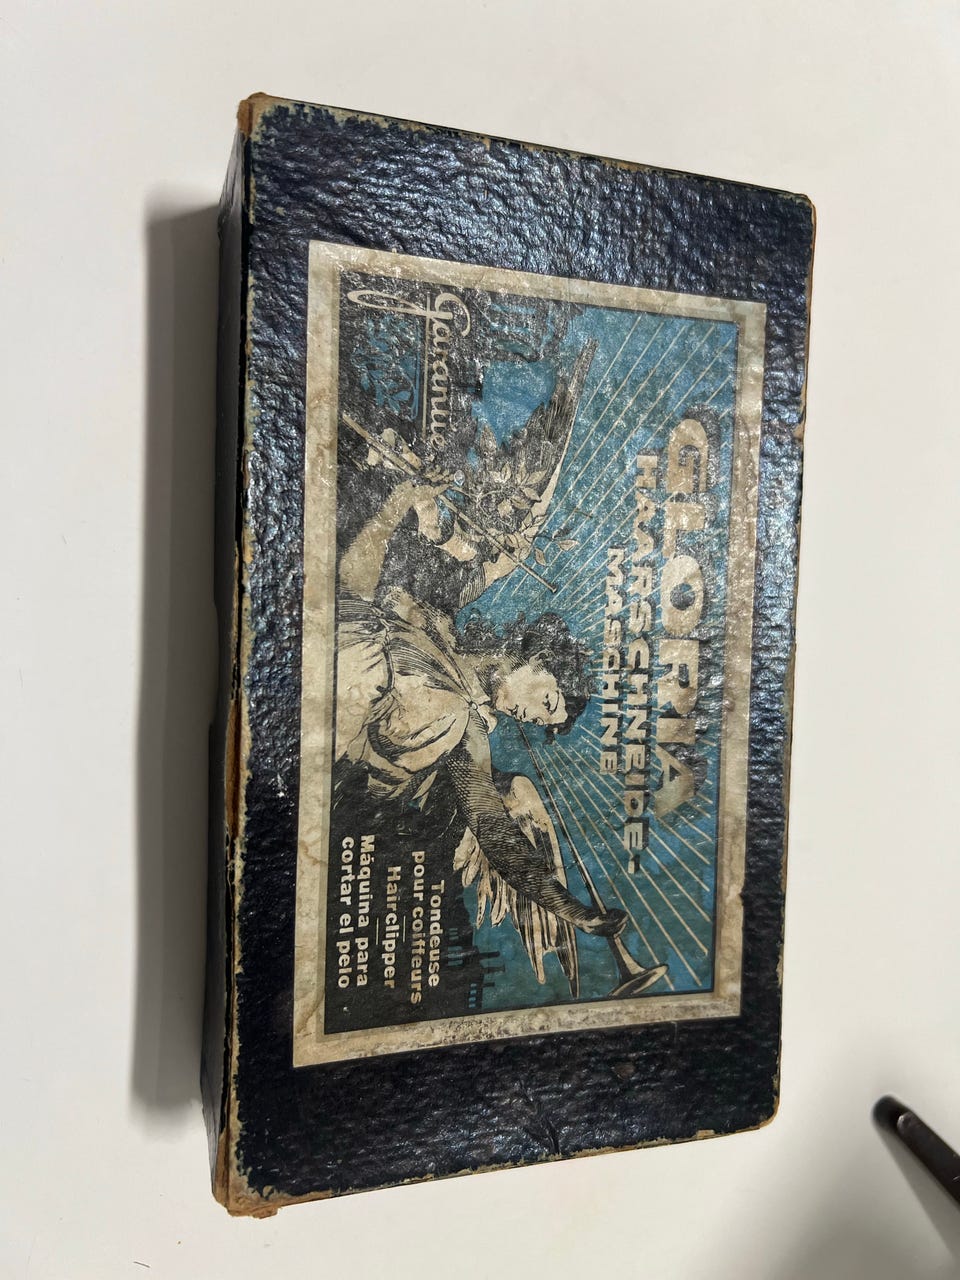 GLORIA
HAARSCHNEIDE-
MASCHINE
Garantie
Tondeuse
pour coiffeurs
Hairclipper
Máquina para
cortar el pelo